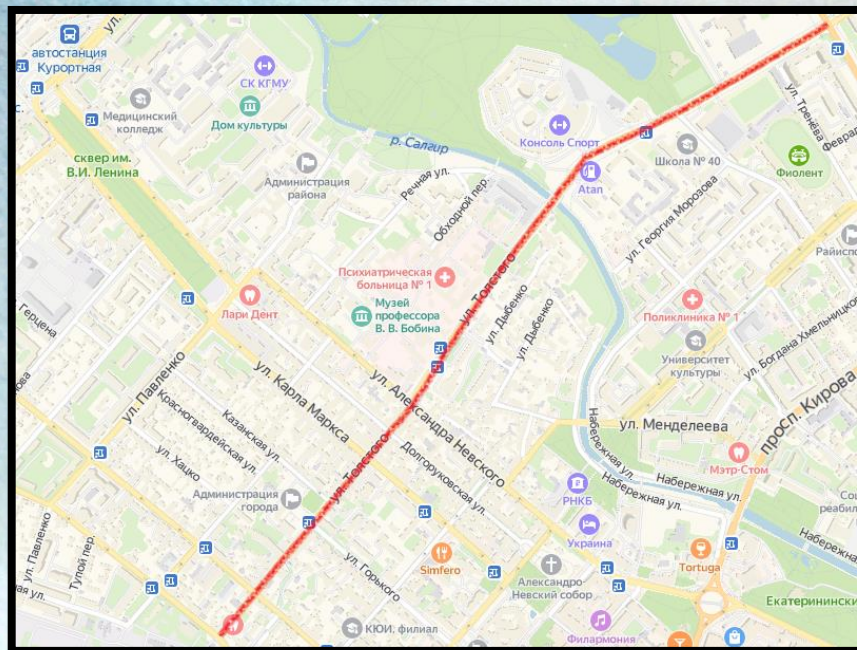 ул.
автостанция
Курортная
СК КГМУ
Медицинский
колледж
Дом культуры
р. Салгир
Консоль Спорт
ул. Тренёва
Школа № 40
Фиолент
сквер им.
В.И. Ленина
Администрация
района
Речная ул.
Atan
Обходной пер.
ул. Георгия Морозова
Психиатрическая
больница № 1
ул. Толстого
Лари Дент
Музей
профессора
В. В. Бобина
ул. Дыбенко
ул. Дыбенко
Поликлиника № 1
Герцена
Университет
культуры
ул. Богдана Хмельницкого
ул. Павленко
ул. Карла Маркса
ул. Александра Невского
просп. Кирова
Красногвардейская ул.
Казанская ул.
ул. Менделеева
Набережная ул.
ул. Толстого
Мэтр-Стом
ул. Хацко
Долгоруковская ул.
Набережная ул.
Набережная ул.
Администрация
города
РНКБ
Украина
ул. Павленко
Тупой пер.
ул. Горького
Simfero
Александро
Невский собор
Tortuga
КЮИ, филиал
Филармония